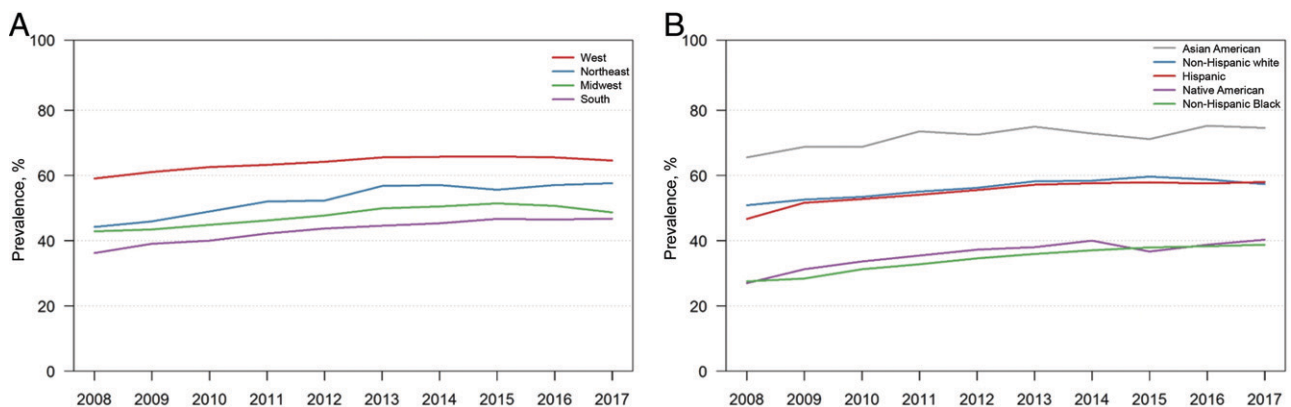 A
Prevalence, %
100
80
60
40
20
0
West
Northeast
Midwest
South
2008 2009 2010 2011 2012 2013 2014 2015 2016 2017
B
Prevalence, %
100
80
60
40
20
0
Asian American
Non-Hispanic white
Hispanic
Native American
Non-Hispanic Black
2008 2009 2010 2011 2012 2013 2014 2015 2016 2017